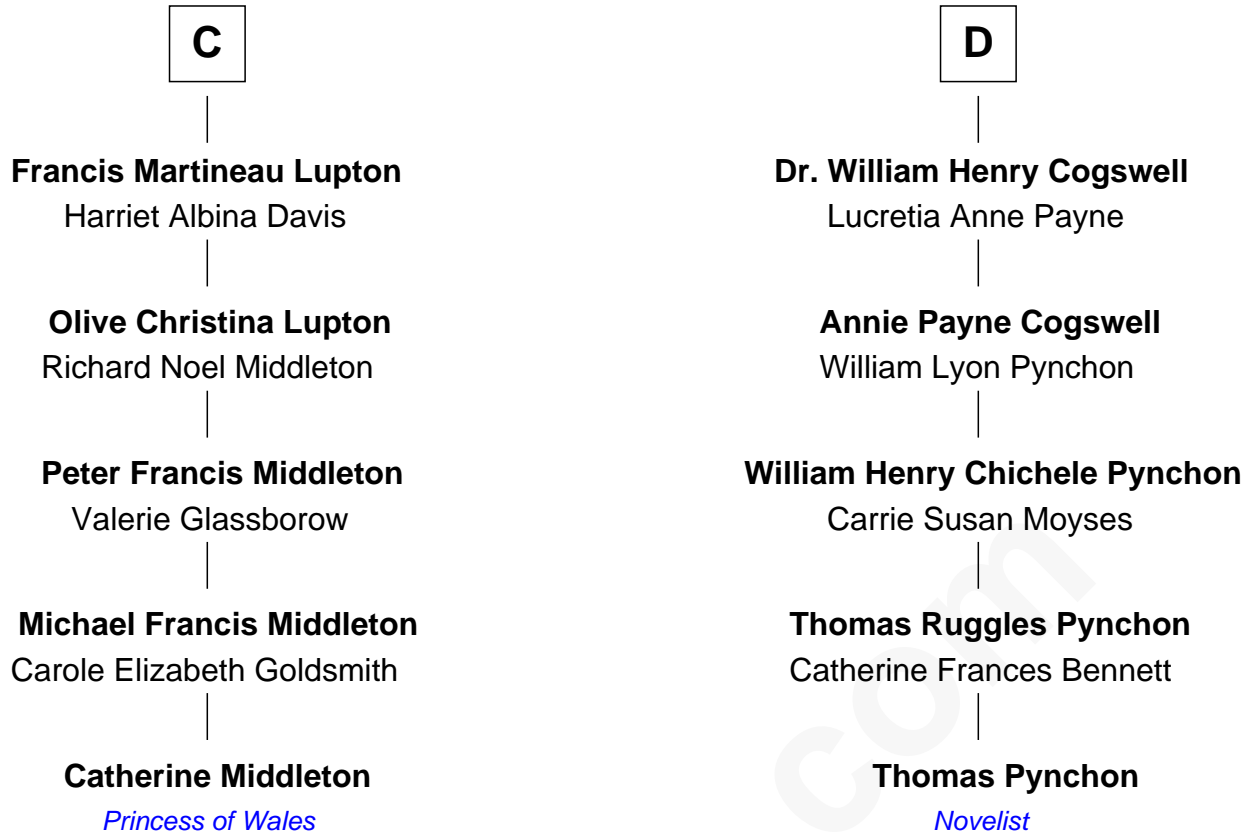 C
Francis Martineau Lupton
Harriet Albina Davis
Olive Christina Lupton
Richard Noel Middleton
Peter Francis Middleton
Valerie Glassborow
Michael Francis Middleton
Carole Elizabeth Goldsmith
Catherine Middleton
Princess of Wales
D
Dr. William Henry Cogswell
Lucretia Anne Payne
Annie Payne Cogswell
William Lyon Pynchon
William Henry Chichele Pynchon
Carrie Susan Moyses
Thomas Ruggles Pynchon
Catherine Frances Bennett
Thomas Pynchon
Novelist
com